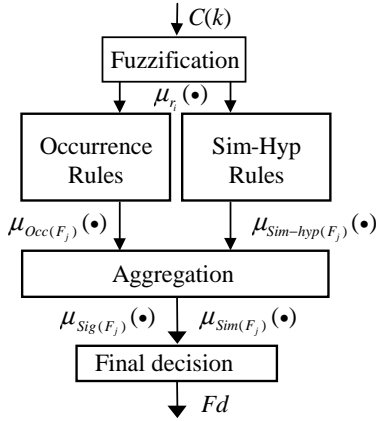 C(k)
Fuzzification
μ_{r_i}(•)
Occurrence Rules
Sim-Hyp Rules
μ_{Occ(F_j)}(•)
μ_{Sim-hyp(F_j)}(•)
Aggregation
μ_{Sig(F_j)}(•)
μ_{Sim(F_j)}(•)
Final decision
Fd